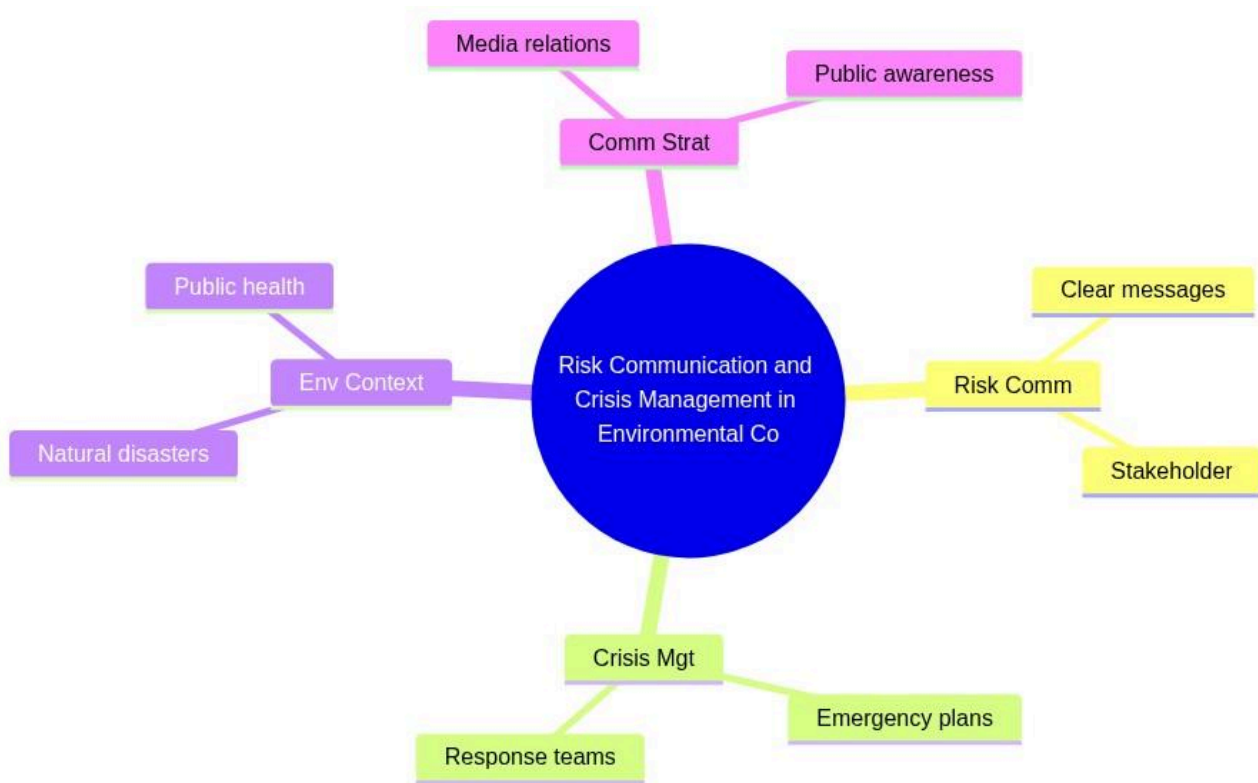 Media relations
Public awareness
Comm Strat
Public health
Env Context
Natural disasters
Risk Communication and
Crisis Management in
Environmental Co
Clear messages
Risk Comm
Stakeholder
Crisis Mgt
Emergency plans
Response teams